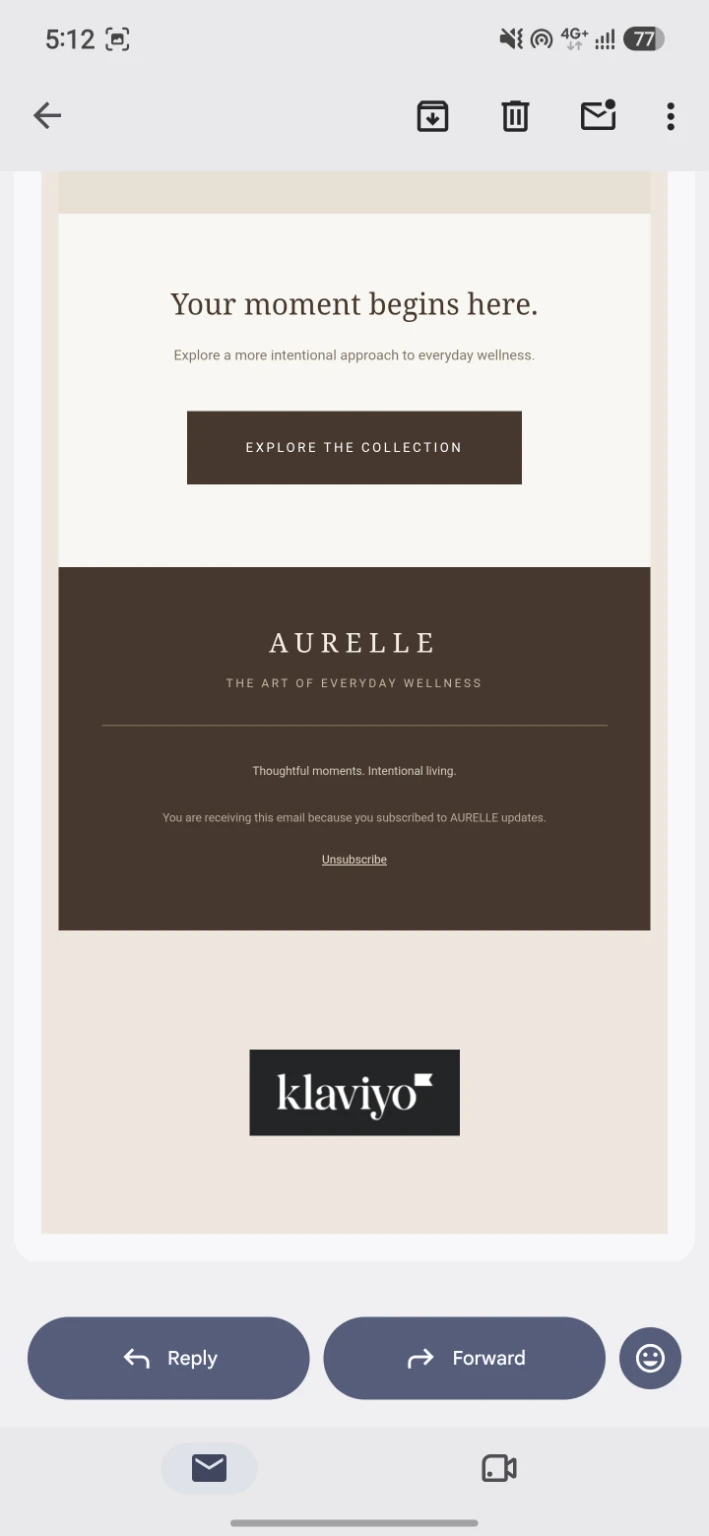 5:12
4G+
77
Your moment begins here.
Explore a more intentional approach to everyday wellness.
EXPLORE THE COLLECTION
AURELLE
THE ART OF EVERYDAY WELLNESS
Thoughtful moments. Intentional living.
You are receiving this email because you subscribed to AURELLE updates.
Unsubscribe
klaviyo
Reply
Forward